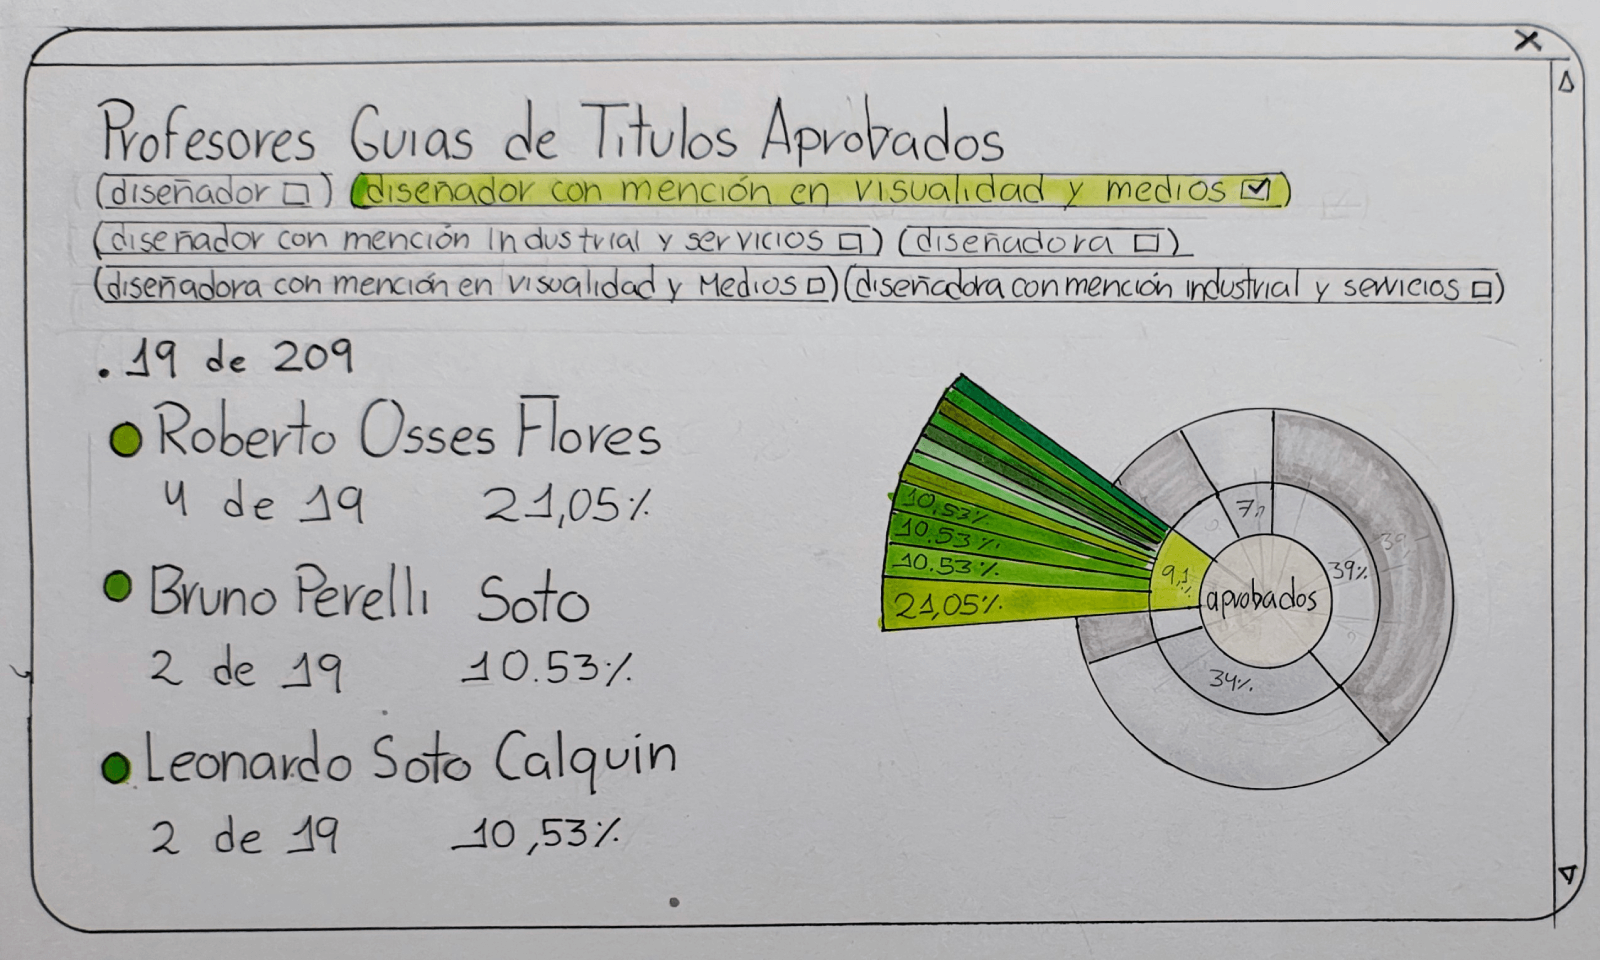 Profesores Guias de Titulos Aprobados
(diseñador ☐) (diseñador con mención en visualidad y medios ☑)
(diseñador con mención Industrial y servicios ☐) (diseñadora ☐)
(diseñadora con mención en visualidad y Medios ☐) (diseñadora con mención industrial y servicios ☐)
. 19 de 209
Roberto Osses Flores
4 de 19 21,05%
Bruno Perelli Soto
2 de 19 10.53%
Leonardo Soto Calquin
2 de 19 10,53%
10,53%
10.53%
10.53%
21,05%
9,1%
39%
39%
34%
aprobados